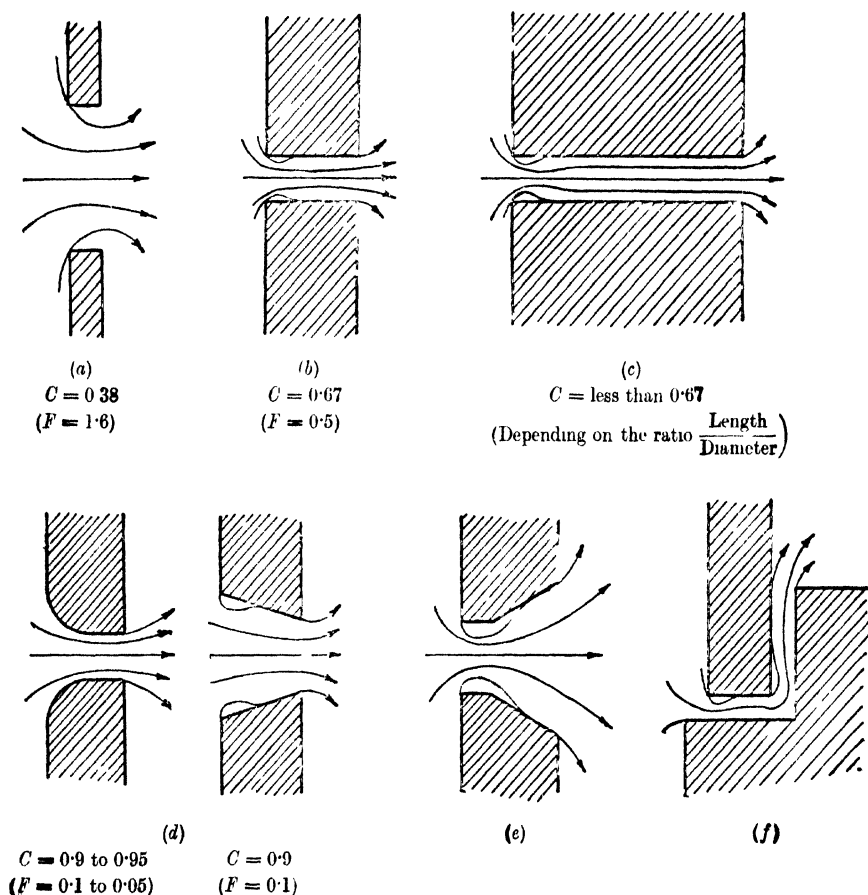 (a)
C = 0 38
(F = 1·6)
(b)
C = 0·67
(F = 0·5)
(c)
C = less than 0·67
(Depending on the ratio Length
Diameter)
(d)
C = 0·9 to 0·95
(F = 0·1 to 0·05)
C = 0·9
(F = 0·1)
(e)
(f)